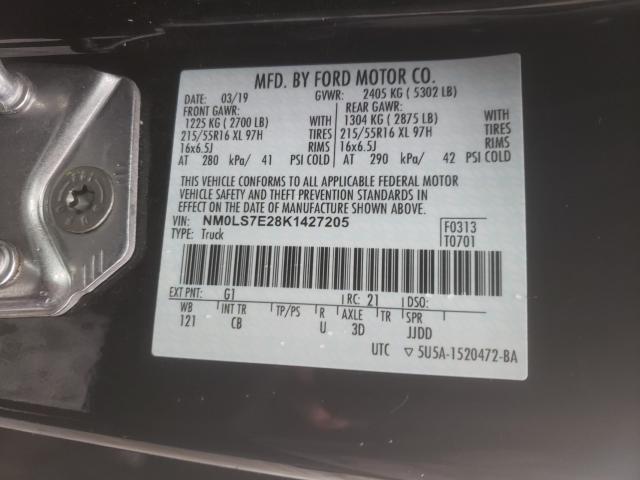 MFD. BY FORD MOTOR CO.
DATE: 03/19 GVWR: 2405 KG ( 5302 LB)
FRONT GAWR: REAR GAWR:
1225 KG ( 2700 LB) WITH 1304 KG ( 2875 LB) WITH
215/55R16 XL 97H TIRES 215/55R16 XL 97H TIRES
16x6.5J RIMS 16x6.5J RIMS
AT 280 kPa/ 41 PSI COLD AT 290 kPa/ 42 PSI COLD
THIS VEHICLE CONFORMS TO ALL APPLICABLE FEDERAL MOTOR
VEHICLE SAFETY AND THEFT PREVENTION STANDARDS IN
EFFECT ON THE DATE OF MANUFACTURE SHOWN ABOVE.
VIN: NM0LS7E28K1427205 F0313
TYPE: Truck T0701
EXT PNT: G1 RC: 21 DSO:
WB INT TR TP/PS R AXLE TR SPR
121 CB U 3D JJDD
UTC ▽ 5U5A-1520472-BA